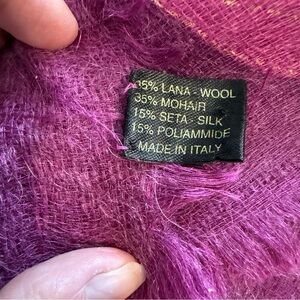 35% LANA - WOOL
35% MOHAIR
15% SETA - SILK
15% POLIAMMIDE
MADE IN ITALY